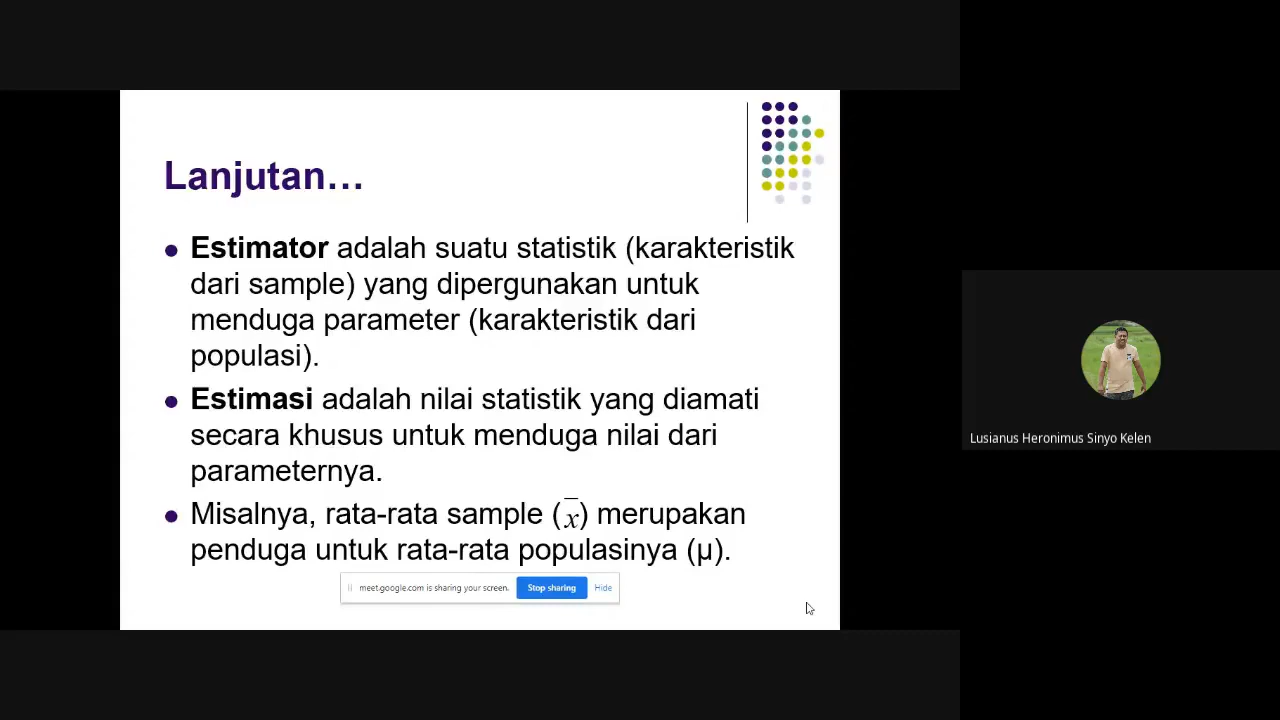 Lanjutan…
Estimator adalah suatu statistik (karakteristik
dari sample) yang dipergunakan untuk
menduga parameter (karakteristik dari
populasi).
Estimasi adalah nilai statistik yang diamati
secara khusus untuk menduga nilai dari
parameternya.
Misalnya, rata-rata sample (x̅) merupakan
penduga untuk rata-rata populasinya (μ).
meet.google.com is sharing your screen. Stop sharing Hide
Lusianus Heronimus Sinyo Kelen